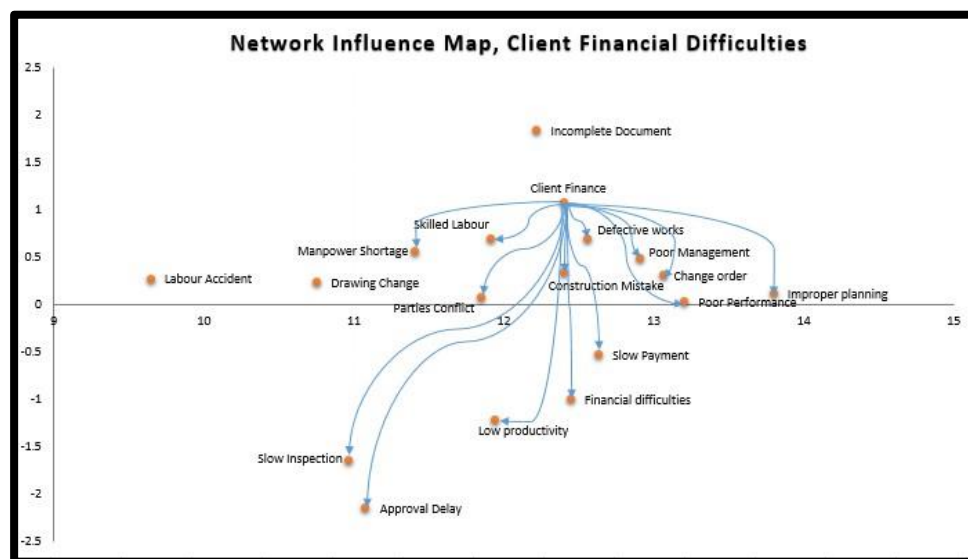 Network Influence Map, Client Financial Difficulties
2.5
2
Incomplete Document
1.5
Client Finance
1
Skilled Labour
Defective works
Manpower Shortage
Poor Management
0.5
Labour Accident
Drawing Change
Construction Mistake
Change order
Improper planning
Parties Conflict
Poor Performance
0
9
10
11
12
13
14
15
-0.5
Slow Payment
-1
Financial difficulties
Low productivity
-1.5
Slow Inspection
-2
Approval Delay
-2.5